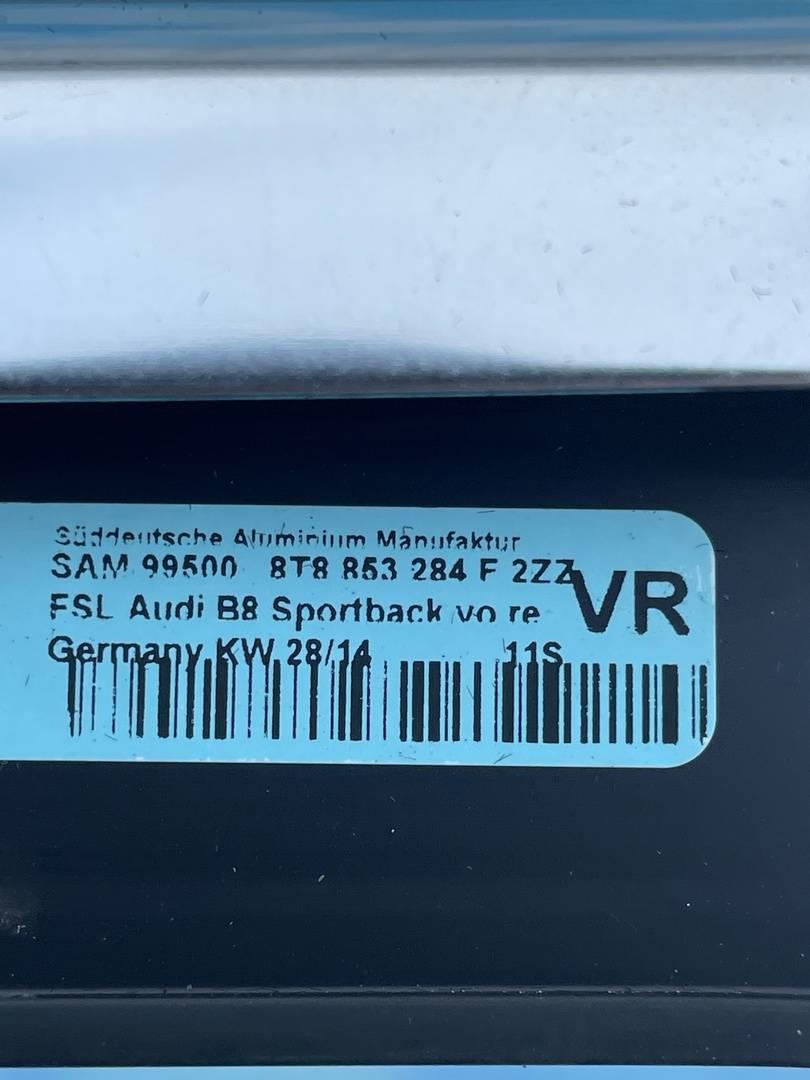 Süddeutsche Aluminium Manufaktur
SAM 99500 8T8 853 284 F 2ZZ
VR
FSL Audi B8 Sportback vo re
Germany KW 28/14 11S